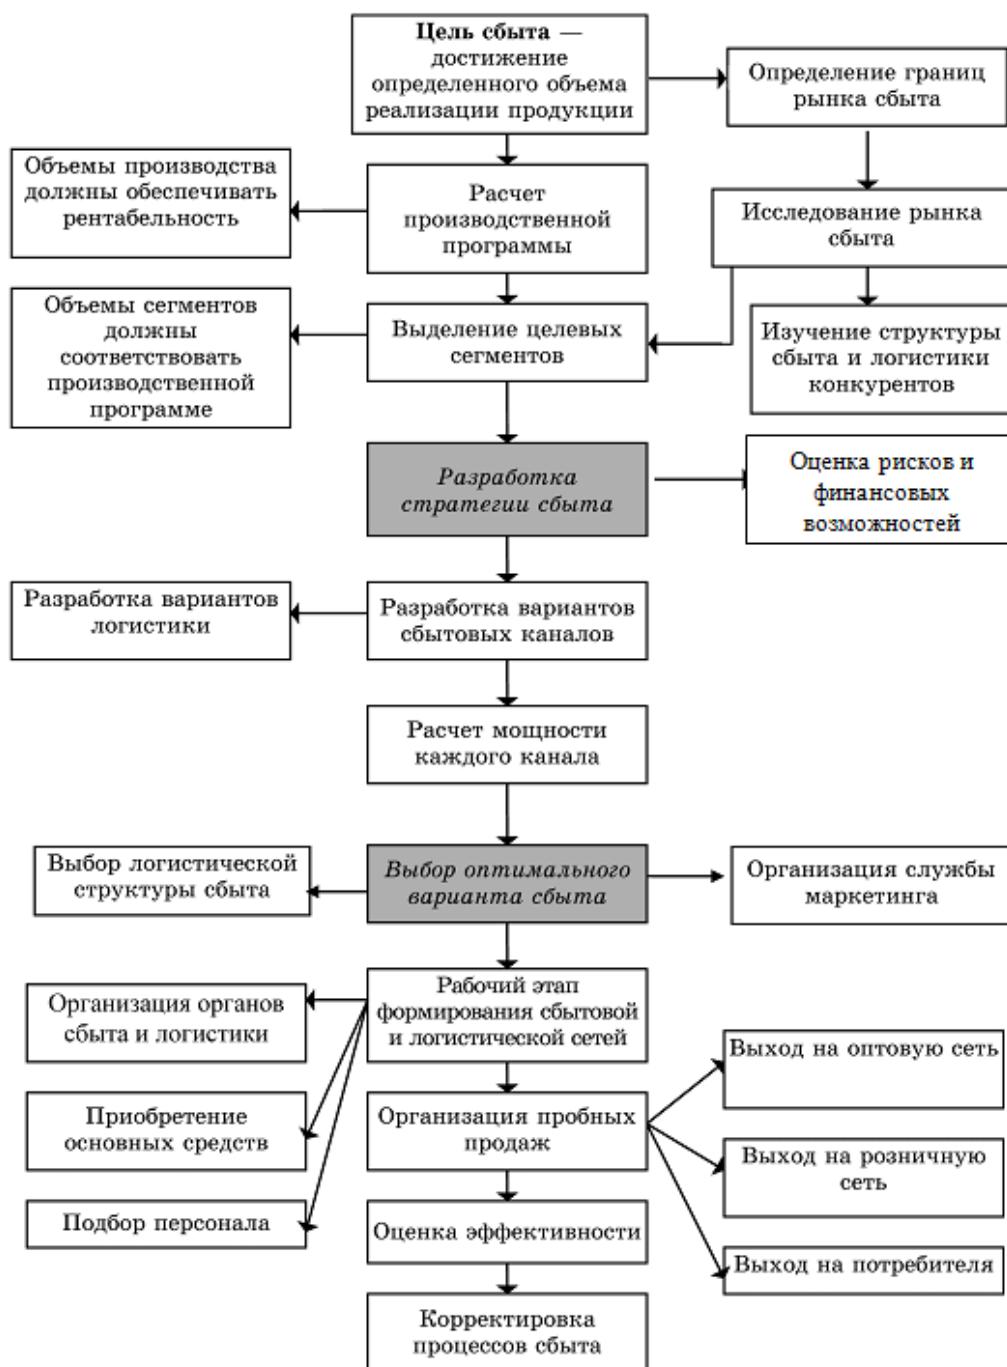 Цель сбыта —
достижение
определенного объема
реализации продукции
Определение границ
рынка сбыта
Объемы производства
должны обеспечивать
рентабельность
Расчет
производственной
программы
Исследование рынка
сбыта
Объемы сегментов
должны
соответствовать
производственной
программе
Выделение целевых
сегментов
Изучение структуры
сбыта и логистики
конкурентов
Разработка
стратегии сбыта
Оценка рисков и
финансовых
возможностей
Разработка вариантов
логистики
Разработка вариантов
сбытовых каналов
Расчет мощности
каждого канала
Выбор логистической
структуры сбыта
Выбор оптимального
варианта сбыта
Организация службы
маркетинга
Организация органов
сбыта и логистики
Рабочий этап
формирования сбытовой
и логистической сетей
Выход на оптовую сеть
Приобретение
основных средств
Организация пробных
продаж
Выход на розничную
сеть
Подбор персонала
Оценка эффективности
Выход на потребителя
Корректировка
процессов сбыта